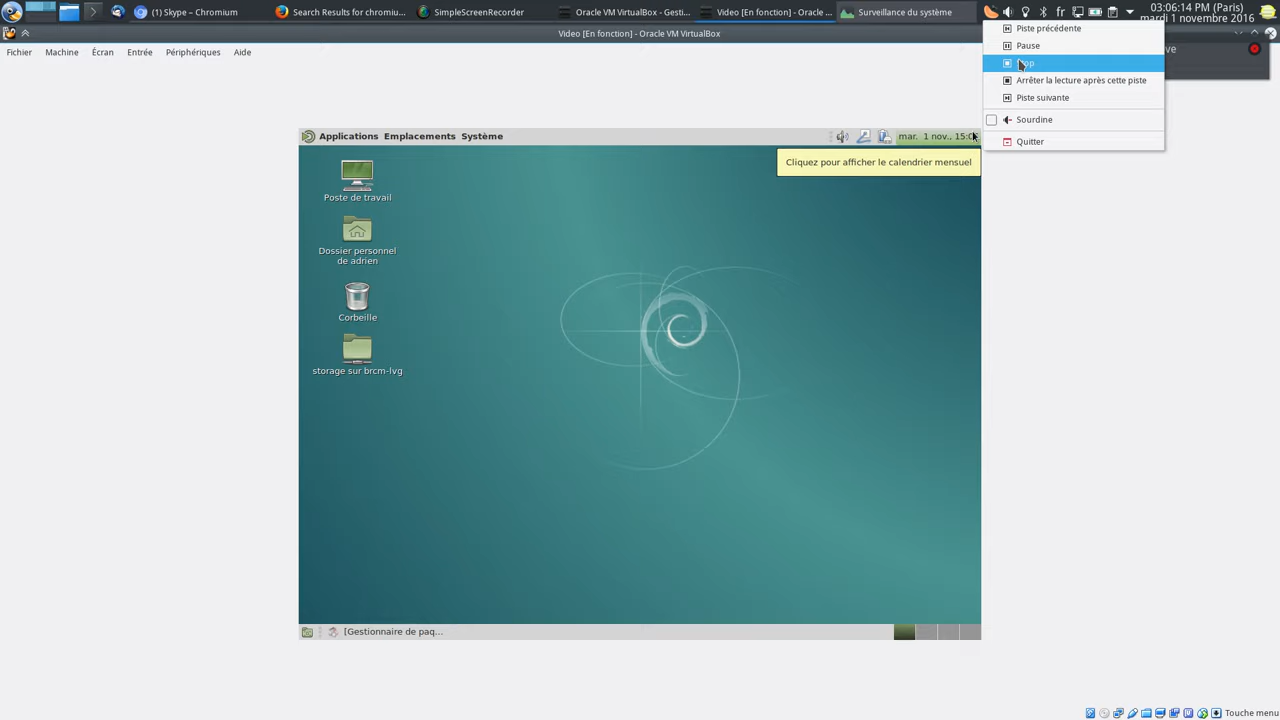 (1) Skype - Chromium
Search Results for chromiu...
SimpleScreenRecorder
Oracle VM VirtualBox - Gesti...
Video [En fonction] - Oracle ...
Surveillance du système
fr
03:06:14 PM (Paris)
mardi 1 novembre 2016
Video [En fonction] - Oracle VM VirtualBox
Fichier
Machine
Écran
Entrée
Périphériques
Aide
Piste précédente
Pause
Arrêter la lecture après cette piste
Piste suivante
Sourdine
Quitter
Applications Emplacements Système
mar. 1 nov., 15:0
Cliquez pour afficher le calendrier mensuel
Poste de travail
Dossier personnel
de adrien
Corbeille
storage sur brcm-lvg
[Gestionnaire de paq...
Touche menu